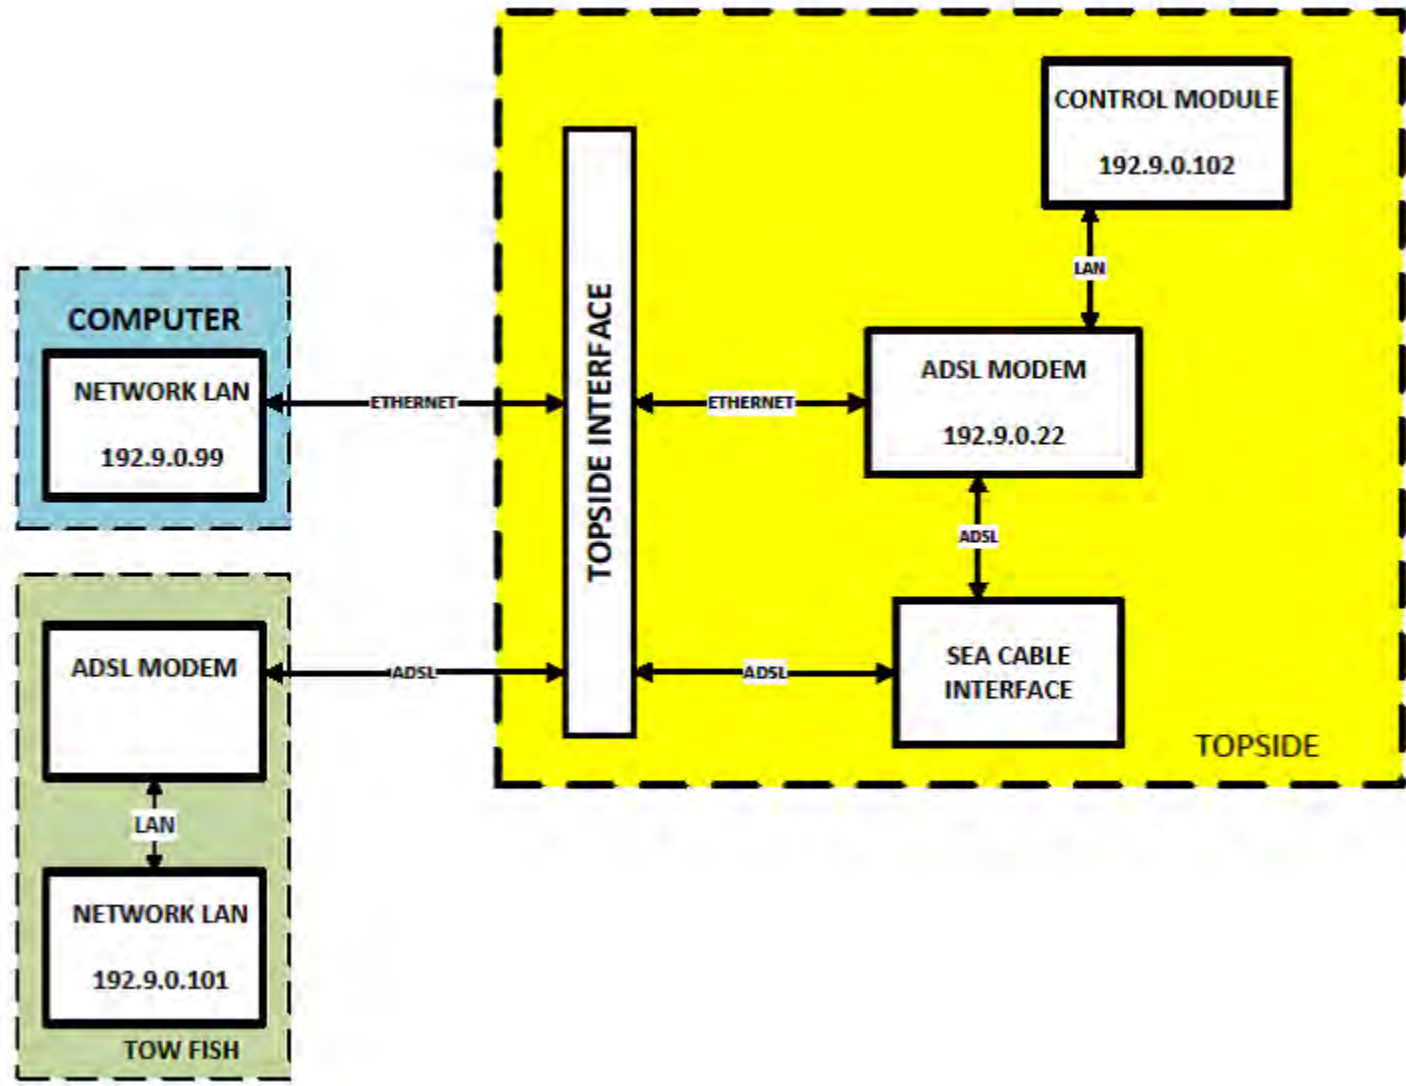 CONTROL MODULE
192.9.0.102
LAN
COMPUTER
NETWORK LAN
192.9.0.99
ETHERNET
TOPSIDE INTERFACE
ETHERNET
ADSL MODEM
192.9.0.22
ADSL
ADSL MODEM
ADSL
ADSL
SEA CABLE
INTERFACE
TOPSIDE
LAN
NETWORK LAN
192.9.0.101
TOW FISH